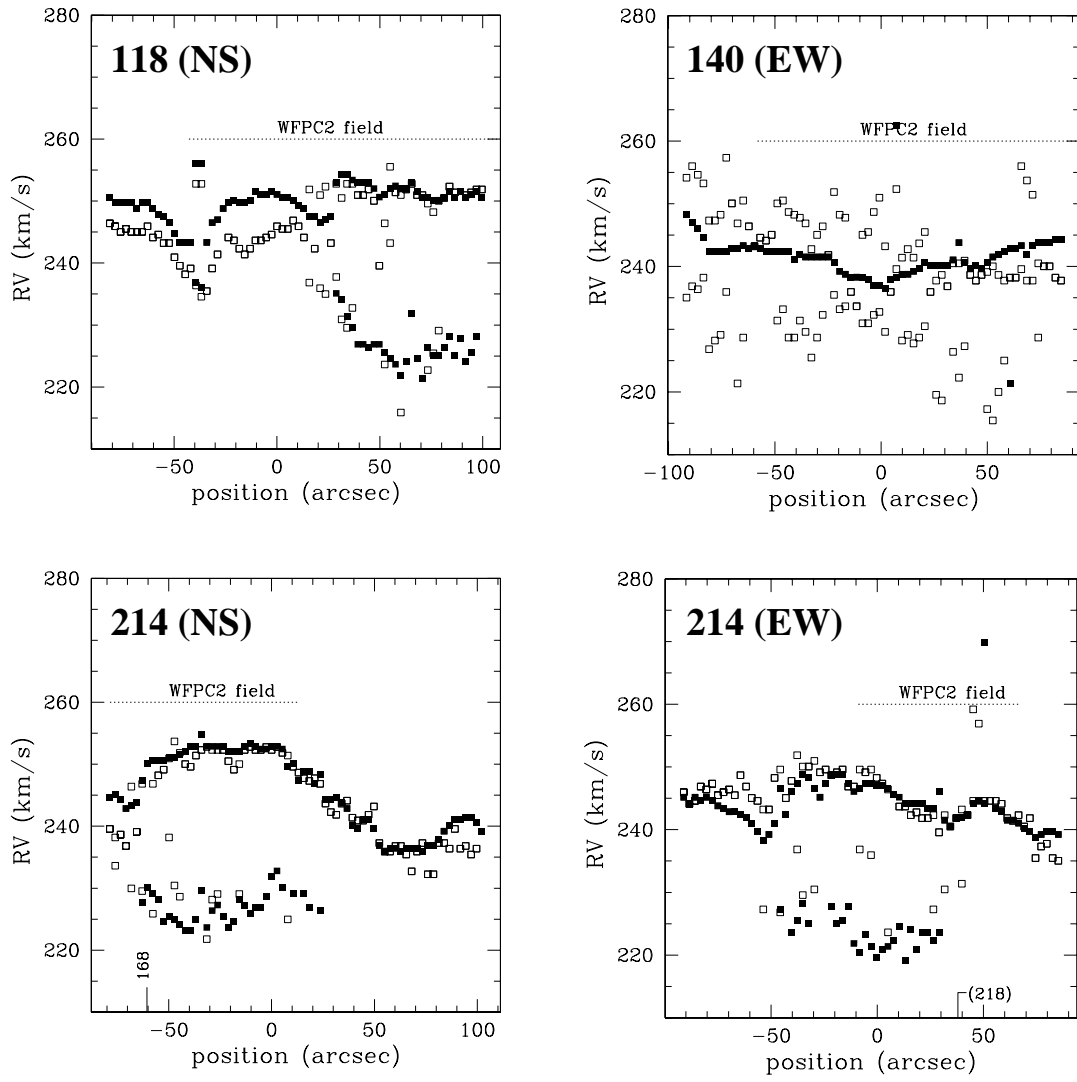 280
118 (NS)
WFPC2 field
260
RV (km/s)
240
220
−50 0 50 100
position (arcsec)
280
140 (EW)
WFPC2 field
260
RV (km/s)
240
220
−100 −50 0 50
position (arcsec)
280
214 (NS)
WFPC2 field
260
RV (km/s)
240
220
168
−50 0 50 100
position (arcsec)
280
214 (EW)
WFPC2 field
260
RV (km/s)
240
220
(218)
−50 0 50
position (arcsec)